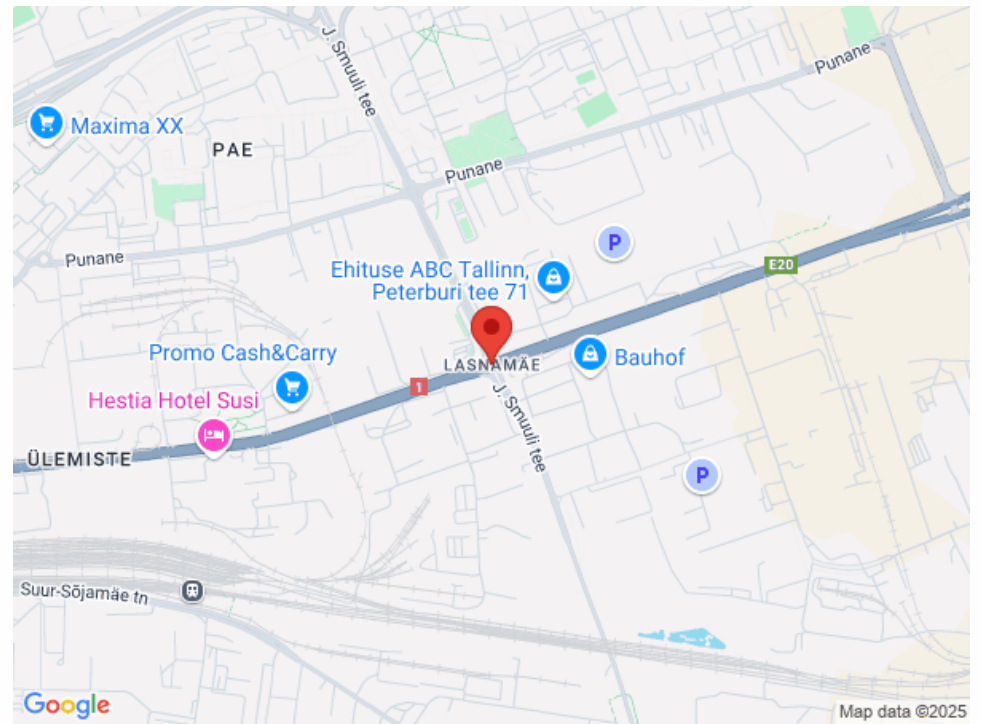 J. Smuuli tee
Punane
Maxima XX
PAE
Punane
Punane
Ehituse ABC Tallinn,
Peterburi tee 71
E20
Promo Cash&Carry
LASNAMÄE
Bauhof
1
Hestia Hotel Susi
J. Smuuli tee
ÜLEMISTE
P
P
Suur-Sõjamäe tn
Google
Map data ©2025